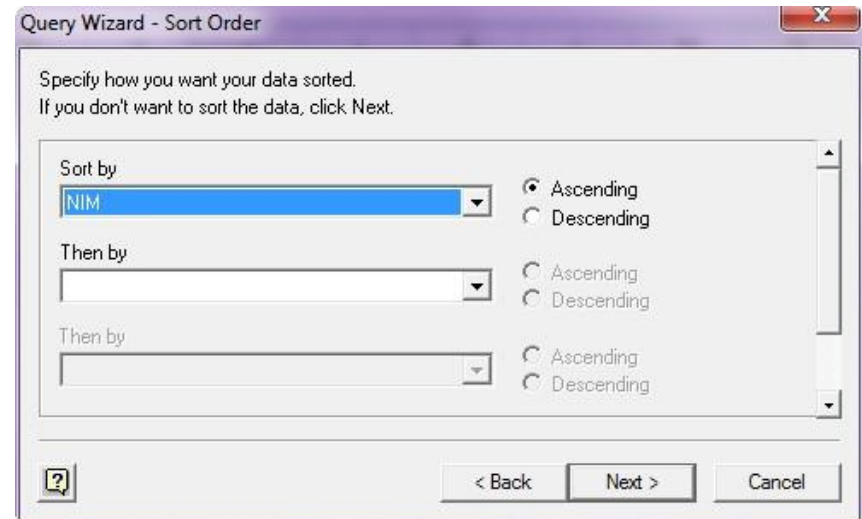 Query Wizard - Sort Order
Specify how you want your data sorted.
If you don't want to sort the data, click Next.
Sort by
NIM
Ascending
Descending
Then by
Ascending
Descending
Then by
Ascending
Descending
< Back
Next >
Cancel